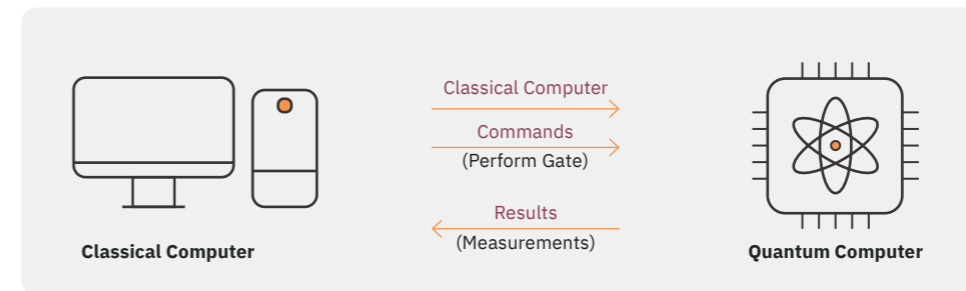 Classical Computer
Commands
(Perform Gate)
Results
(Measurements)
Classical Computer
Quantum Computer